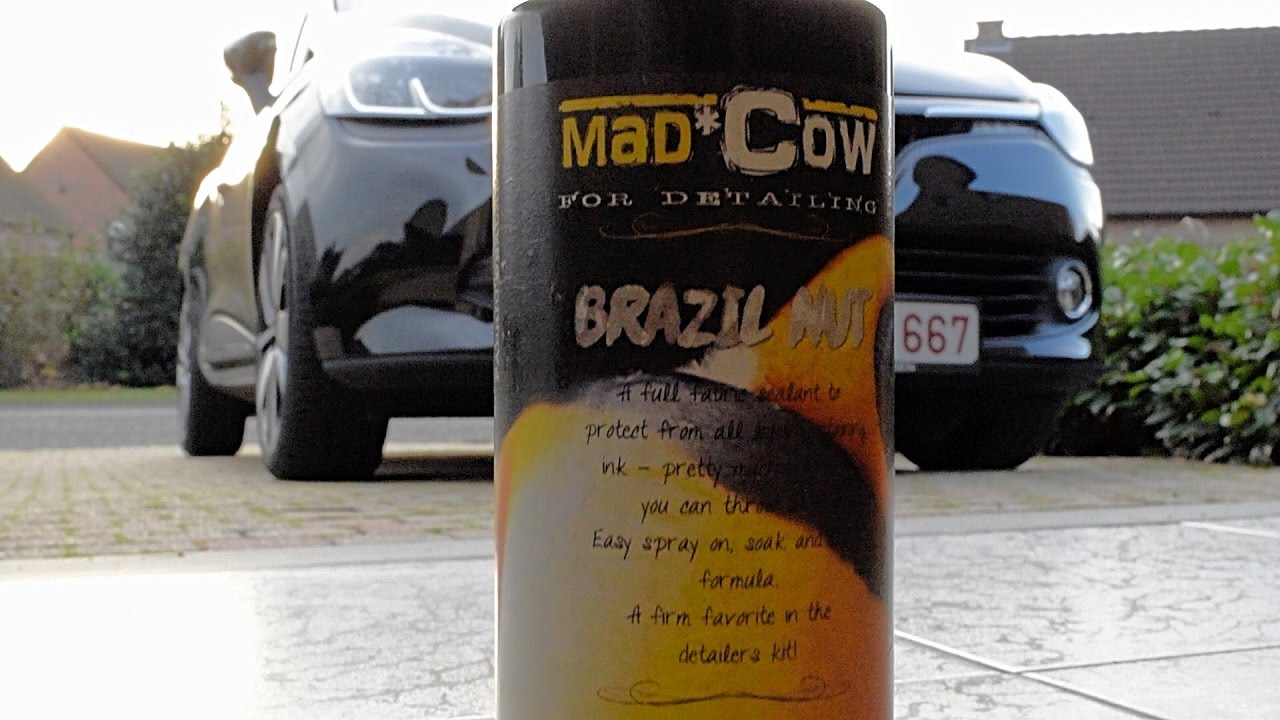 MaD*Cow
FOR DETAILING
BRAZIL NUT
A full fabric sealant to
protect from all
ink - pretty
you can
Easy spray on, soak and
formula.
A firm favorite in the
detailers kit!
667